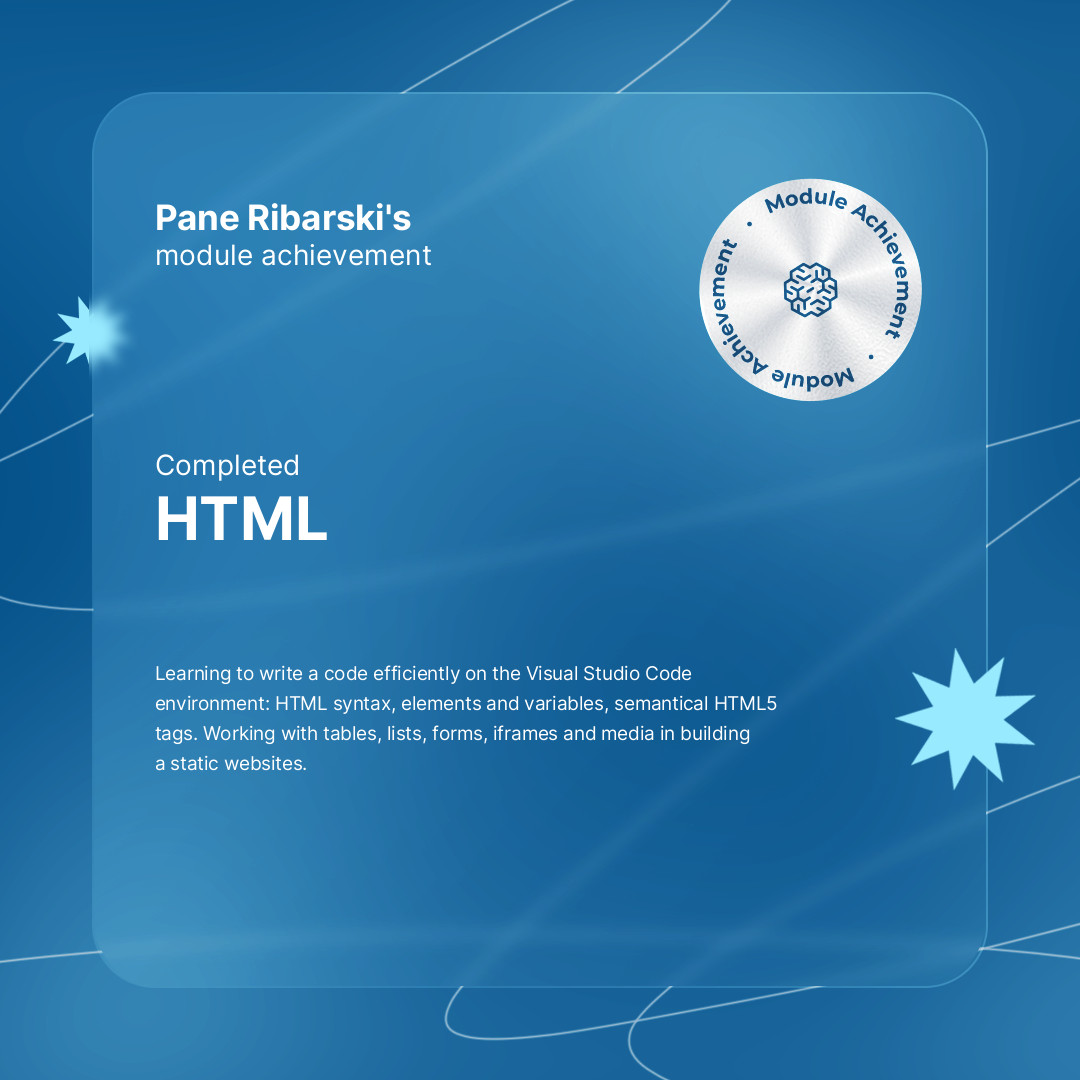 Pane Ribarski's
module achievement
Module Achievement · Module Achievement ·
Completed
HTML
Learning to write a code efficiently on the Visual Studio Code
environment: HTML syntax, elements and variables, semantical HTML5
tags. Working with tables, lists, forms, iframes and media in building
a static websites.